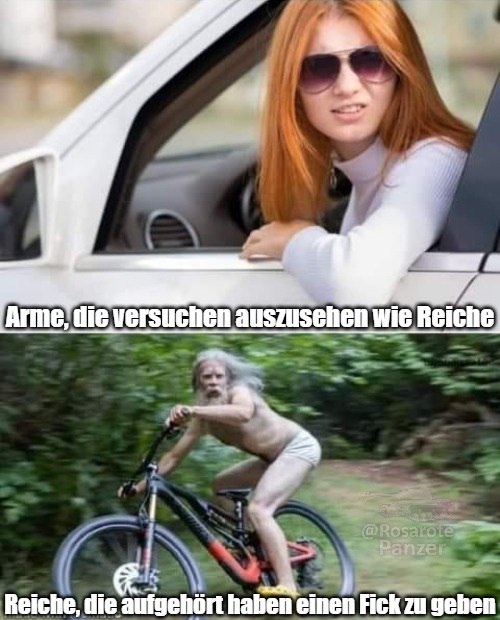 Arme, die versuchen auszusehen wie Reiche
@Rosarote
Panzer
Reiche, die aufgehört haben einen Fick zu geben